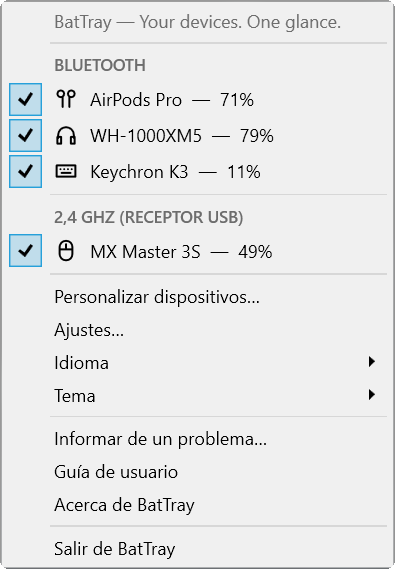 BatTray — Your devices. One glance.
BLUETOOTH
AirPods Pro — 71%
WH-1000XM5 — 79%
Keychron K3 — 11%
2,4 GHZ (RECEPTOR USB)
MX Master 3S — 49%
Personalizar dispositivos...
Ajustes...
Idioma
Tema
Informar de un problema...
Guía de usuario
Acerca de BatTray
Salir de BatTray